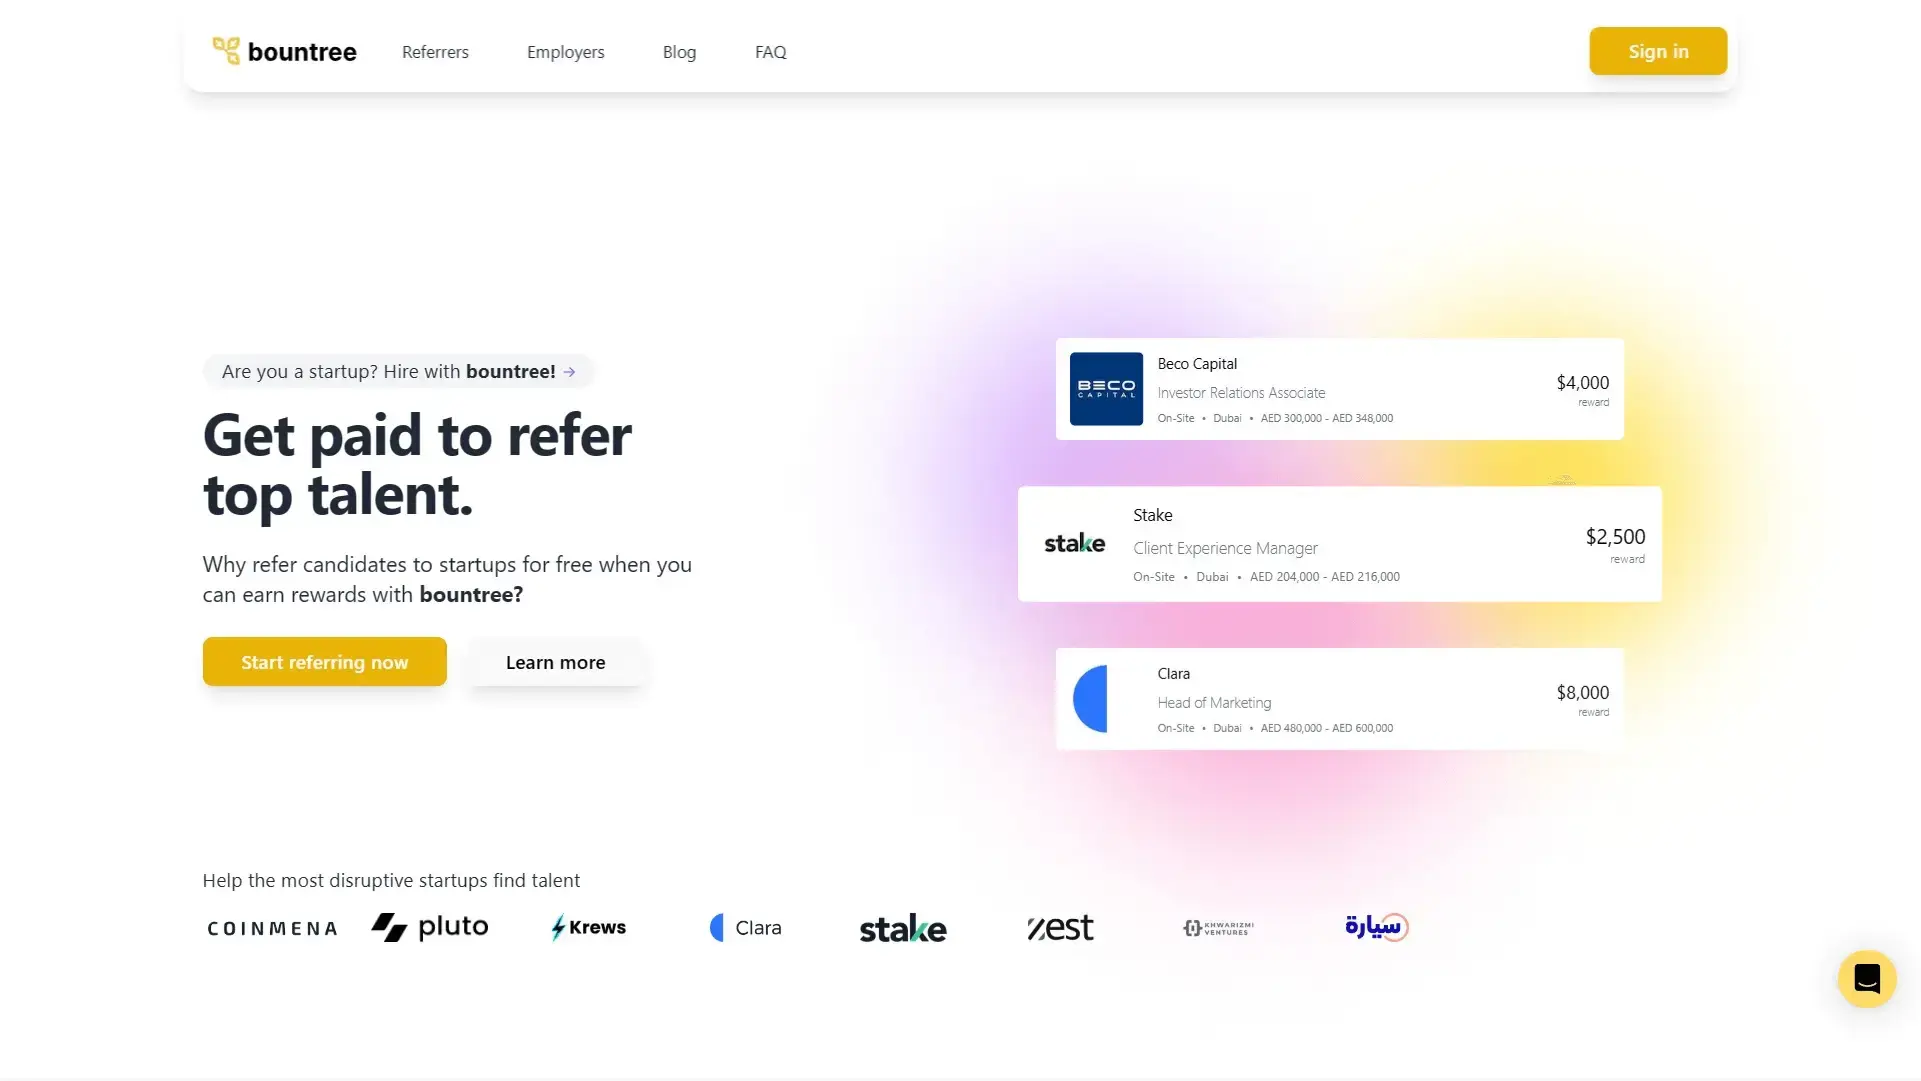 bountree
Referrers
Employers
Blog
FAQ
Sign in
Are you a startup? Hire with bountree! →
Get paid to refer
top talent.
Why refer candidates to startups for free when you
can earn rewards with bountree?
Start referring now
Learn more
BECO
CAPITAL
Beco Capital
Investor Relations Associate
On-Site • Dubai • AED 300,000 - AED 348,000
$4,000
reward
stake
Stake
Client Experience Manager
On-Site • Dubai • AED 204,000 - AED 216,000
$2,500
reward
Clara
Head of Marketing
On-Site • Dubai • AED 480,000 - AED 600,000
$8,000
reward
Help the most disruptive startups find talent
COINMENA
pluto
Krews
Clara
stake
zest
KHWARIZMI
VENTURES
سيارة